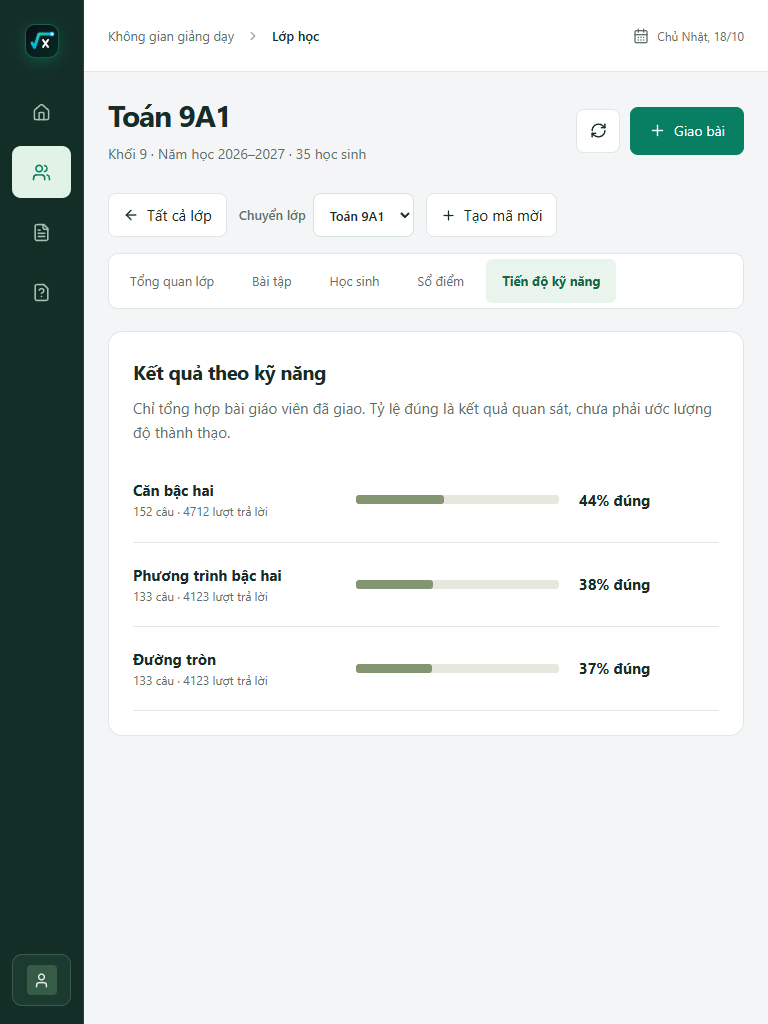 √x
Không gian giảng dạy > Lớp học
Chủ Nhật, 18/10
Toán 9A1
Khối 9 · Năm học 2026–2027 · 35 học sinh
+ Giao bài
← Tất cả lớp
Chuyển lớp
Toán 9A1
+ Tạo mã mời
Tổng quan lớp
Bài tập
Học sinh
Sổ điểm
Tiến độ kỹ năng
Kết quả theo kỹ năng
Chỉ tổng hợp bài giáo viên đã giao. Tỷ lệ đúng là kết quả quan sát, chưa phải ước lượng
độ thành thạo.
Căn bậc hai
152 câu · 4712 lượt trả lời
44% đúng
Phương trình bậc hai
133 câu · 4123 lượt trả lời
38% đúng
Đường tròn
133 câu · 4123 lượt trả lời
37% đúng